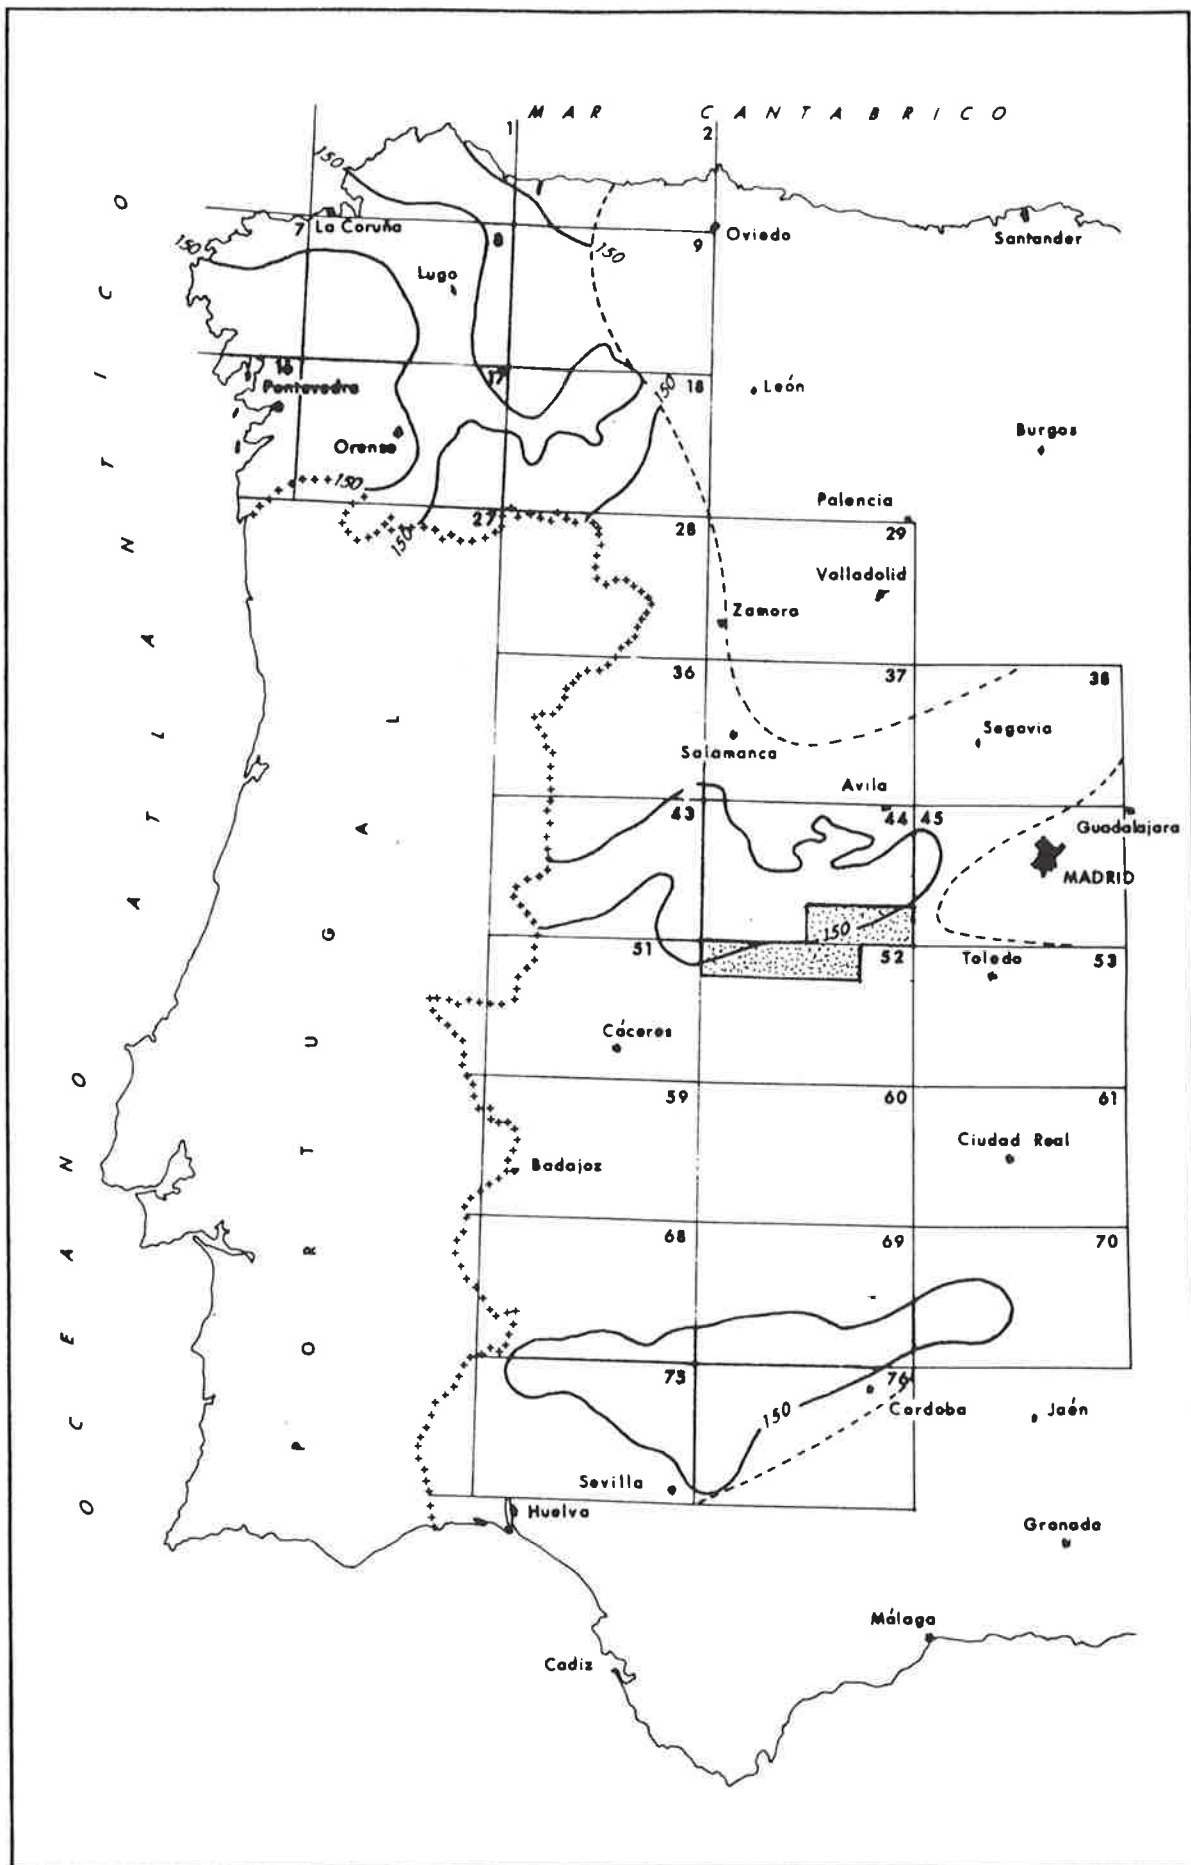 MAR CANTABRICO
1
2
150
7
La Coruña
8
9
Oviedo
Santander
150
150
Lugo
16
17
18
León
Pontevedra
150
Orense
Burgos
150
Palencia
27
28
29
150
Valladolid
Zamora
36
37
38
Segovia
Salamanca
Avila
43
44
45
Guadalajara
MADRID
150
51
52
Toledo
53
Cáceres
59
60
61
Ciudad Real
Badajoz
68
69
70
73
76
150
Cordoba
Jaén
Sevilla
Huelva
Granada
Málaga
Cadiz
OCEANO ATLANTICO
PORTUGAL